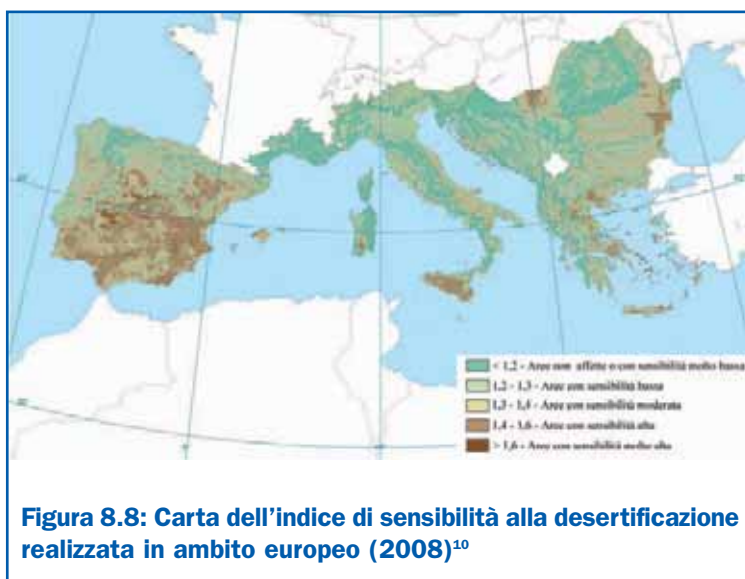 < 1,2 - Aree non affette o con sensibilità molto bassa
1,2 - 1,3 - Aree con sensibilità bassa
1,3 - 1,4 - Aree con sensibilità moderata
1,4 - 1,6 - Aree con sensibilità alta
> 1,6 - Aree con sensibilità molto alta
Figura 8.8: Carta dell'indice di sensibilità alla desertificazione
realizzata in ambito europeo (2008)¹⁰